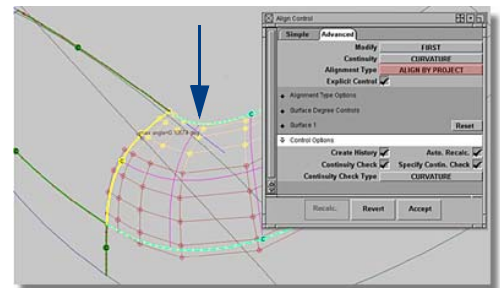 Align Control
Simple Advanced
Modify FIRST
Continuity CURVATURE
Alignment Type ALIGN BY PROJECT
Explicit Control
Alignment Type Options
Surface Degree Controls
Surface 1 Reset
Control Options
Create History Auto. Recalc.
Continuity Check Specify Contin. Check
Continuity Check Type CURVATURE
Recalc. Revert Accept
max angle=
C
C
C